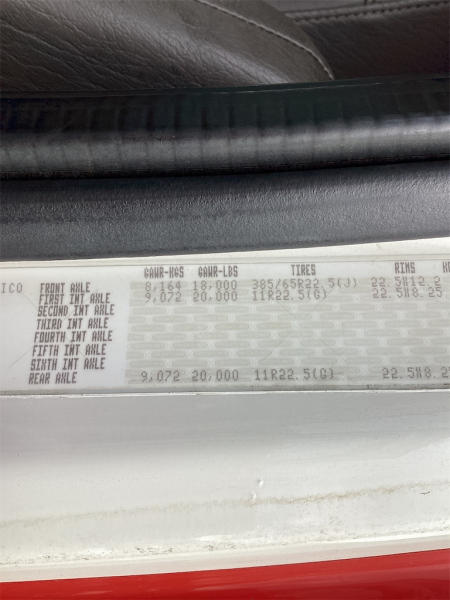 GAWR-KGS GAWR-LBS TIRES RIMS
ICO FRONT AXLE 8,164 18,000 385/65R22.5(J) 22.5X12.2
FIRST INT AXLE 9,072 20,000 11R22.5(G) 22.5X8.25
SECOND INT AXLE
THIRD INT AXLE
FOURTH INT AXLE
FIFTH INT AXLE
SIXTH INT AXLE
REAR AXLE 9,072 20,000 11R22.5(G) 22.5X8.2